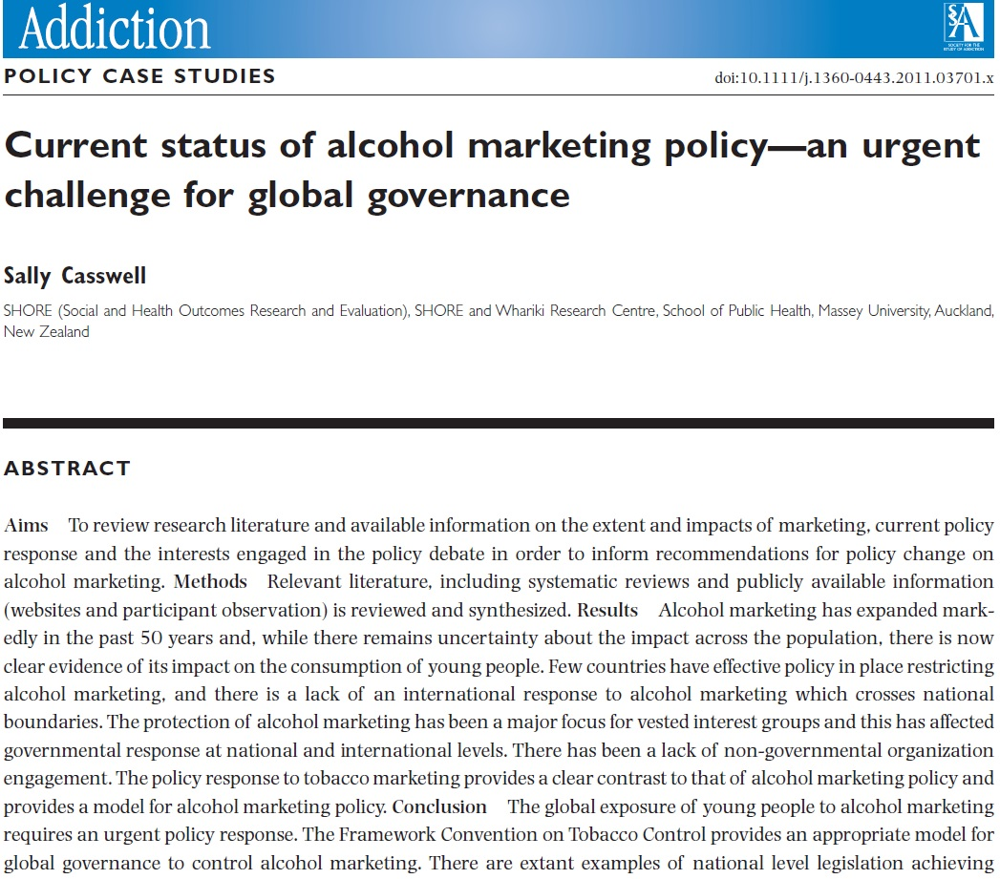 Addiction
SSA
SOCIETY FOR THE
STUDY OF ADDICTION
POLICY CASE STUDIES
doi:10.1111/j.1360-0443.2011.03701.x
Current status of alcohol marketing policy—an urgent
challenge for global governance
Sally Casswell
SHORE (Social and Health Outcomes Research and Evaluation), SHORE and Whariki Research Centre, School of Public Health, Massey University, Auckland,
New Zealand
ABSTRACT
Aims To review research literature and available information on the extent and impacts of marketing, current policy
response and the interests engaged in the policy debate in order to inform recommendations for policy change on
alcohol marketing. Methods Relevant literature, including systematic reviews and publicly available information
(websites and participant observation) is reviewed and synthesized. Results Alcohol marketing has expanded mark-
edly in the past 50 years and, while there remains uncertainty about the impact across the population, there is now
clear evidence of its impact on the consumption of young people. Few countries have effective policy in place restricting
alcohol marketing, and there is a lack of an international response to alcohol marketing which crosses national
boundaries. The protection of alcohol marketing has been a major focus for vested interest groups and this has affected
governmental response at national and international levels. There has been a lack of non-governmental organization
engagement. The policy response to tobacco marketing provides a clear contrast to that of alcohol marketing policy and
provides a model for alcohol marketing policy. Conclusion The global exposure of young people to alcohol marketing
requires an urgent policy response. The Framework Convention on Tobacco Control provides an appropriate model for
global governance to control alcohol marketing. There are extant examples of national level legislation achieving